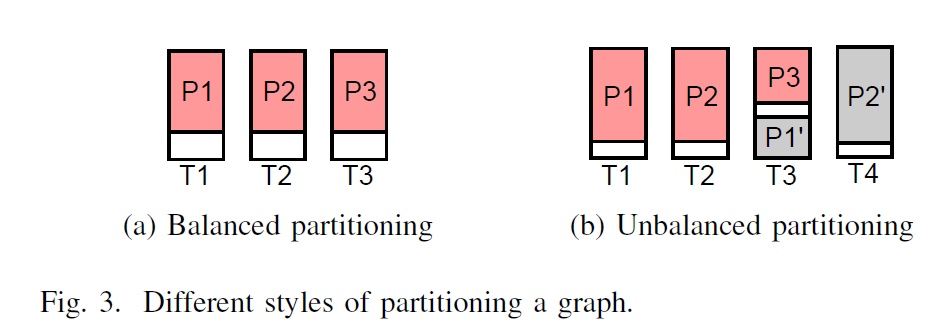 P1 P2 P3
T1 T2 T3
(a) Balanced partitioning
P1 P2 P3 P1' P2'
T1 T2 T3 T4
(b) Unbalanced partitioning
Fig. 3. Different styles of partitioning a graph.